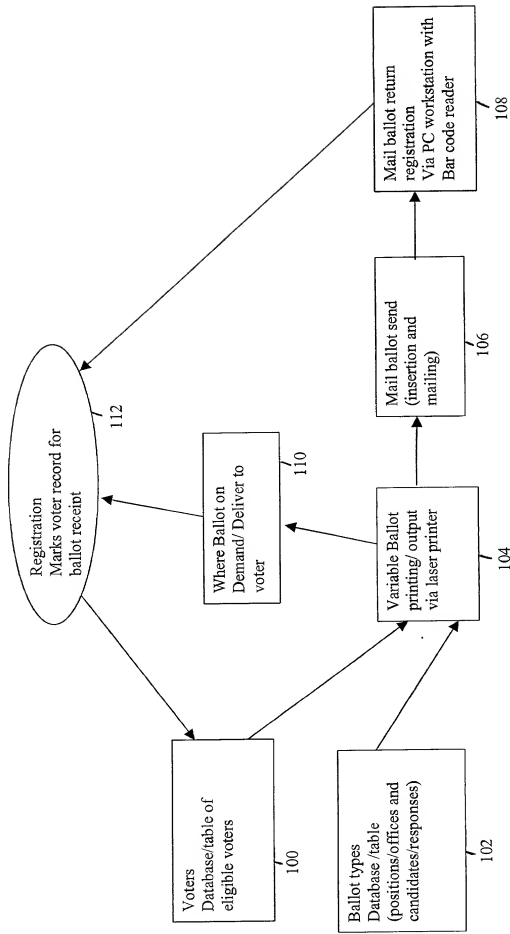 Registration
Marks voter record for
ballot receipt
112
Where Ballot on
Demand/ Deliver to
voter
110
Voters
Database/table of
eligible voters
100
Ballot types
Database /table
(positions/offices and
candidates/responses)
102
Variable Ballot
printing/ output
via laser printer
104
Mail ballot send
(insertion and
mailing)
106
Mail ballot return
registration
Via PC workstation with
Bar code reader
108